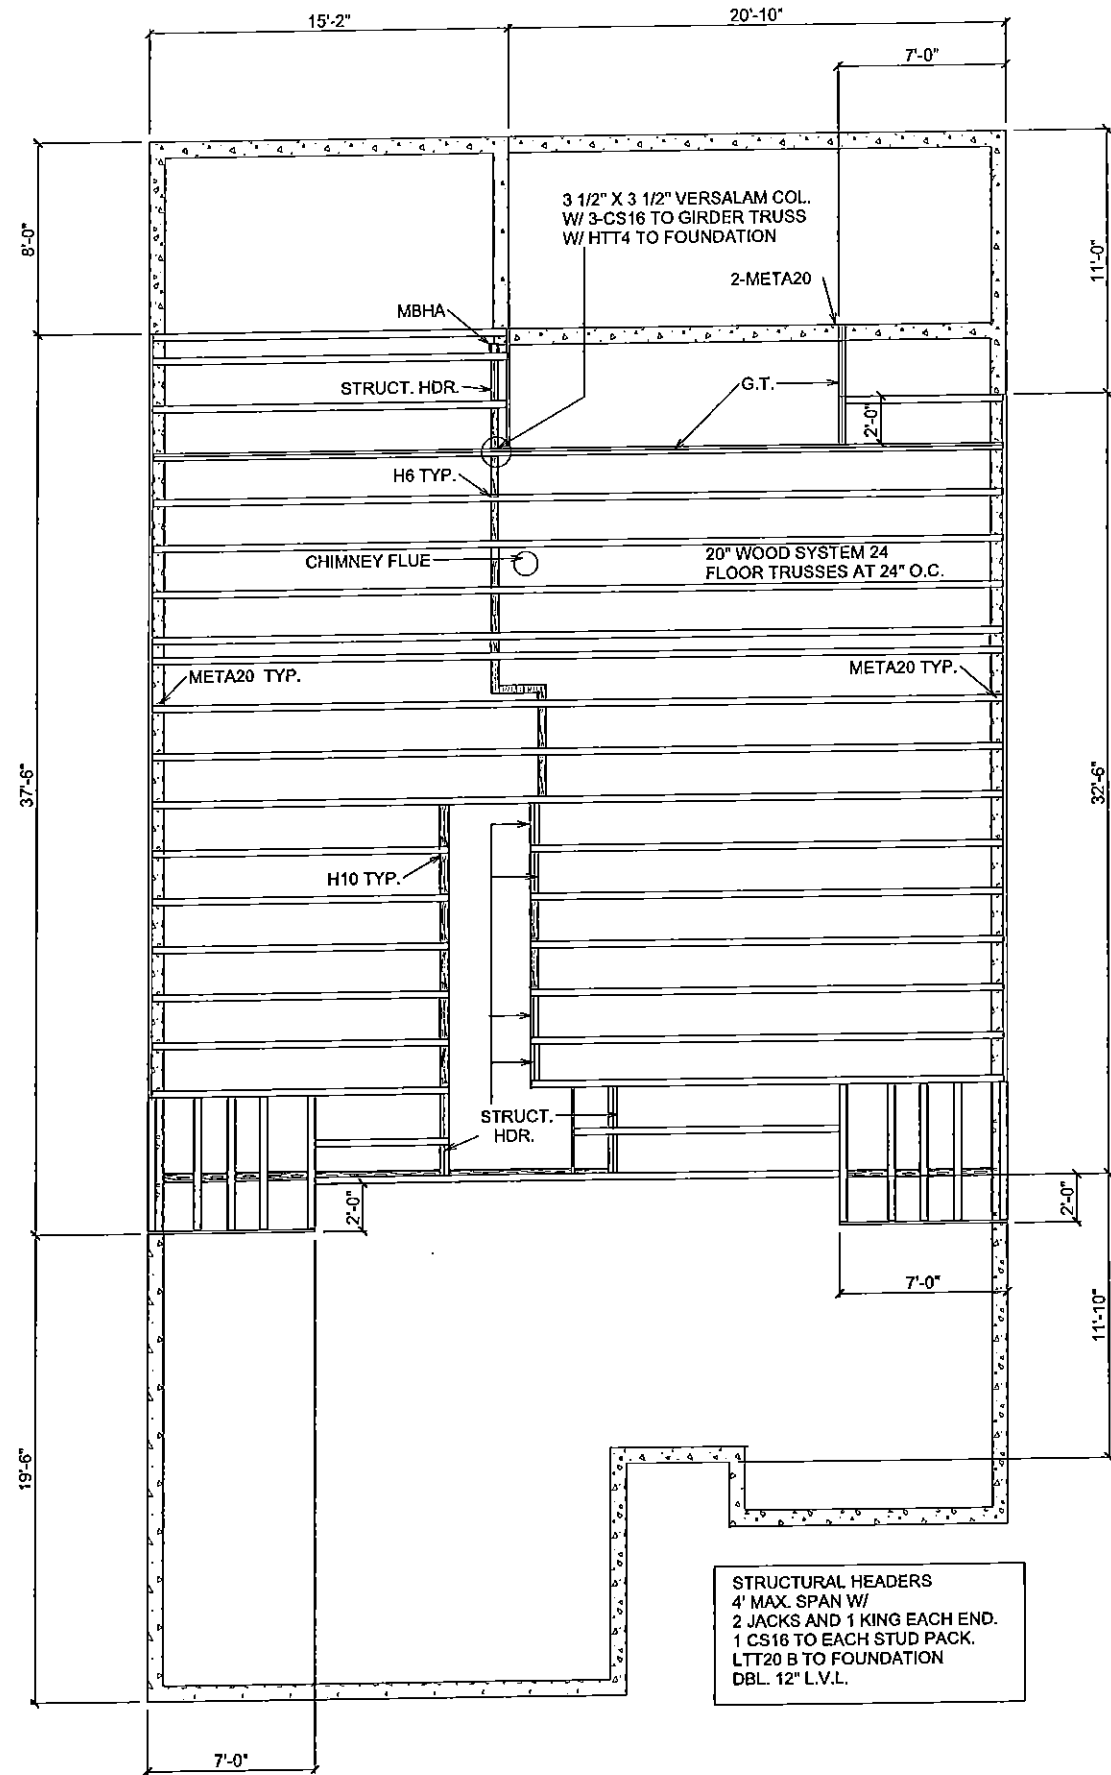 15'-2"
20'-10"
7'-0"
8'-0"
3 1/2" X 3 1/2" VERSALAM COL.
W/ 3-CS16 TO GIRDER TRUSS
W/ HTT4 TO FOUNDATION
11'-0"
2-META20
MBHA
STRUCT. HDR.
G.T.
2'-0"
H6 TYP.
CHIMNEY FLUE
20" WOOD SYSTEM 24
FLOOR TRUSSES AT 24" O.C.
META20 TYP.
META20 TYP.
37'-6"
32'-6"
H10 TYP.
STRUCT.
HDR.
2'-0"
2'-0"
7'-0"
11'-10"
19'-6"
STRUCTURAL HEADERS
4' MAX. SPAN W/
2 JACKS AND 1 KING EACH END.
1 CS16 TO EACH STUD PACK.
LTT20 B TO FOUNDATION
DBL. 12" L.V.L.
7'-0"